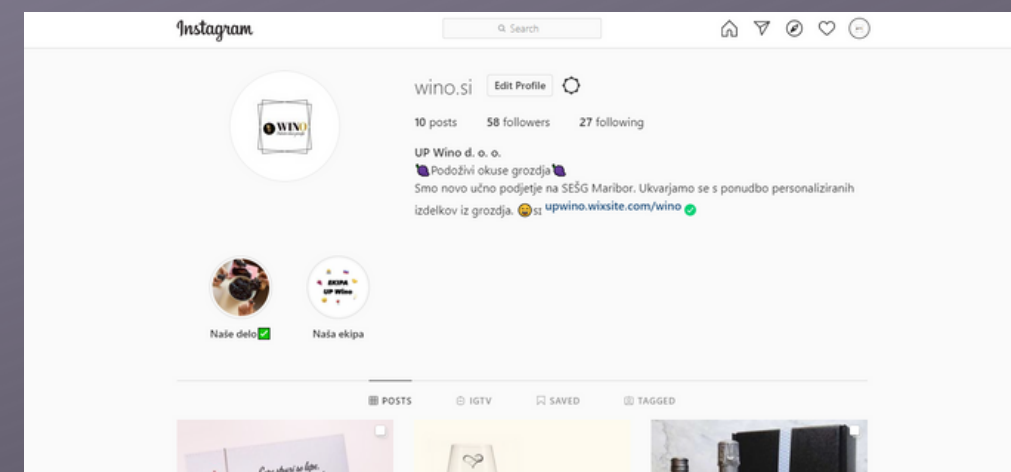 Instagram
Search
WINO
wino.si Edit Profile
10 posts 58 followers 27 following
UP Wino d. o. o.
🍇Podoživi okuse grozdja🍇
Smo novo učno podjetje na SEŠG Maribor. Ukvarjamo se s ponudbo personaliziranih
izdelkov iz grozdja. 😄si upwino.wixsite.com/wino ✅
EKIPA
UP Wino
Naše delo✅ Naša ekipa
POSTS IGTV SAVED TAGGED